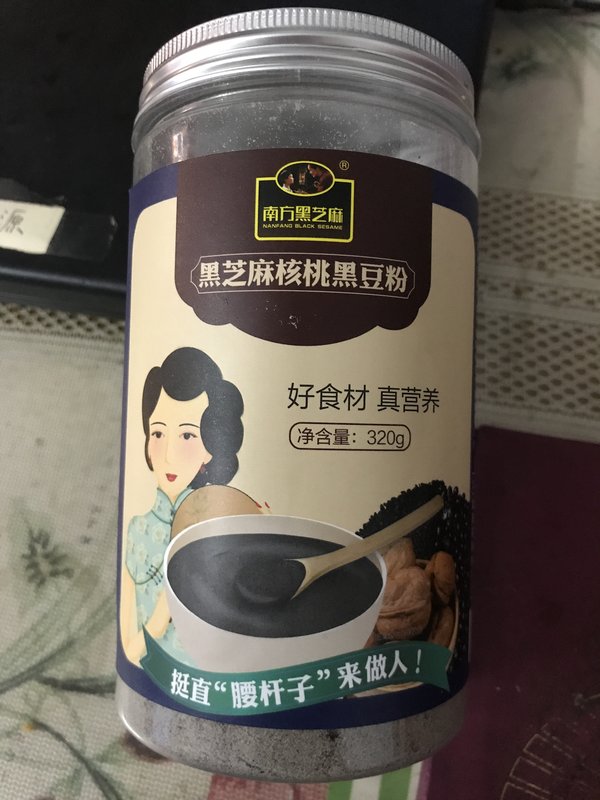 源
®
南方黑芝麻
NANFANG BLACK SESAME
黑芝麻核桃黑豆粉
好食材 真营养
净含量：320g
挺直“腰杆子”来做人！